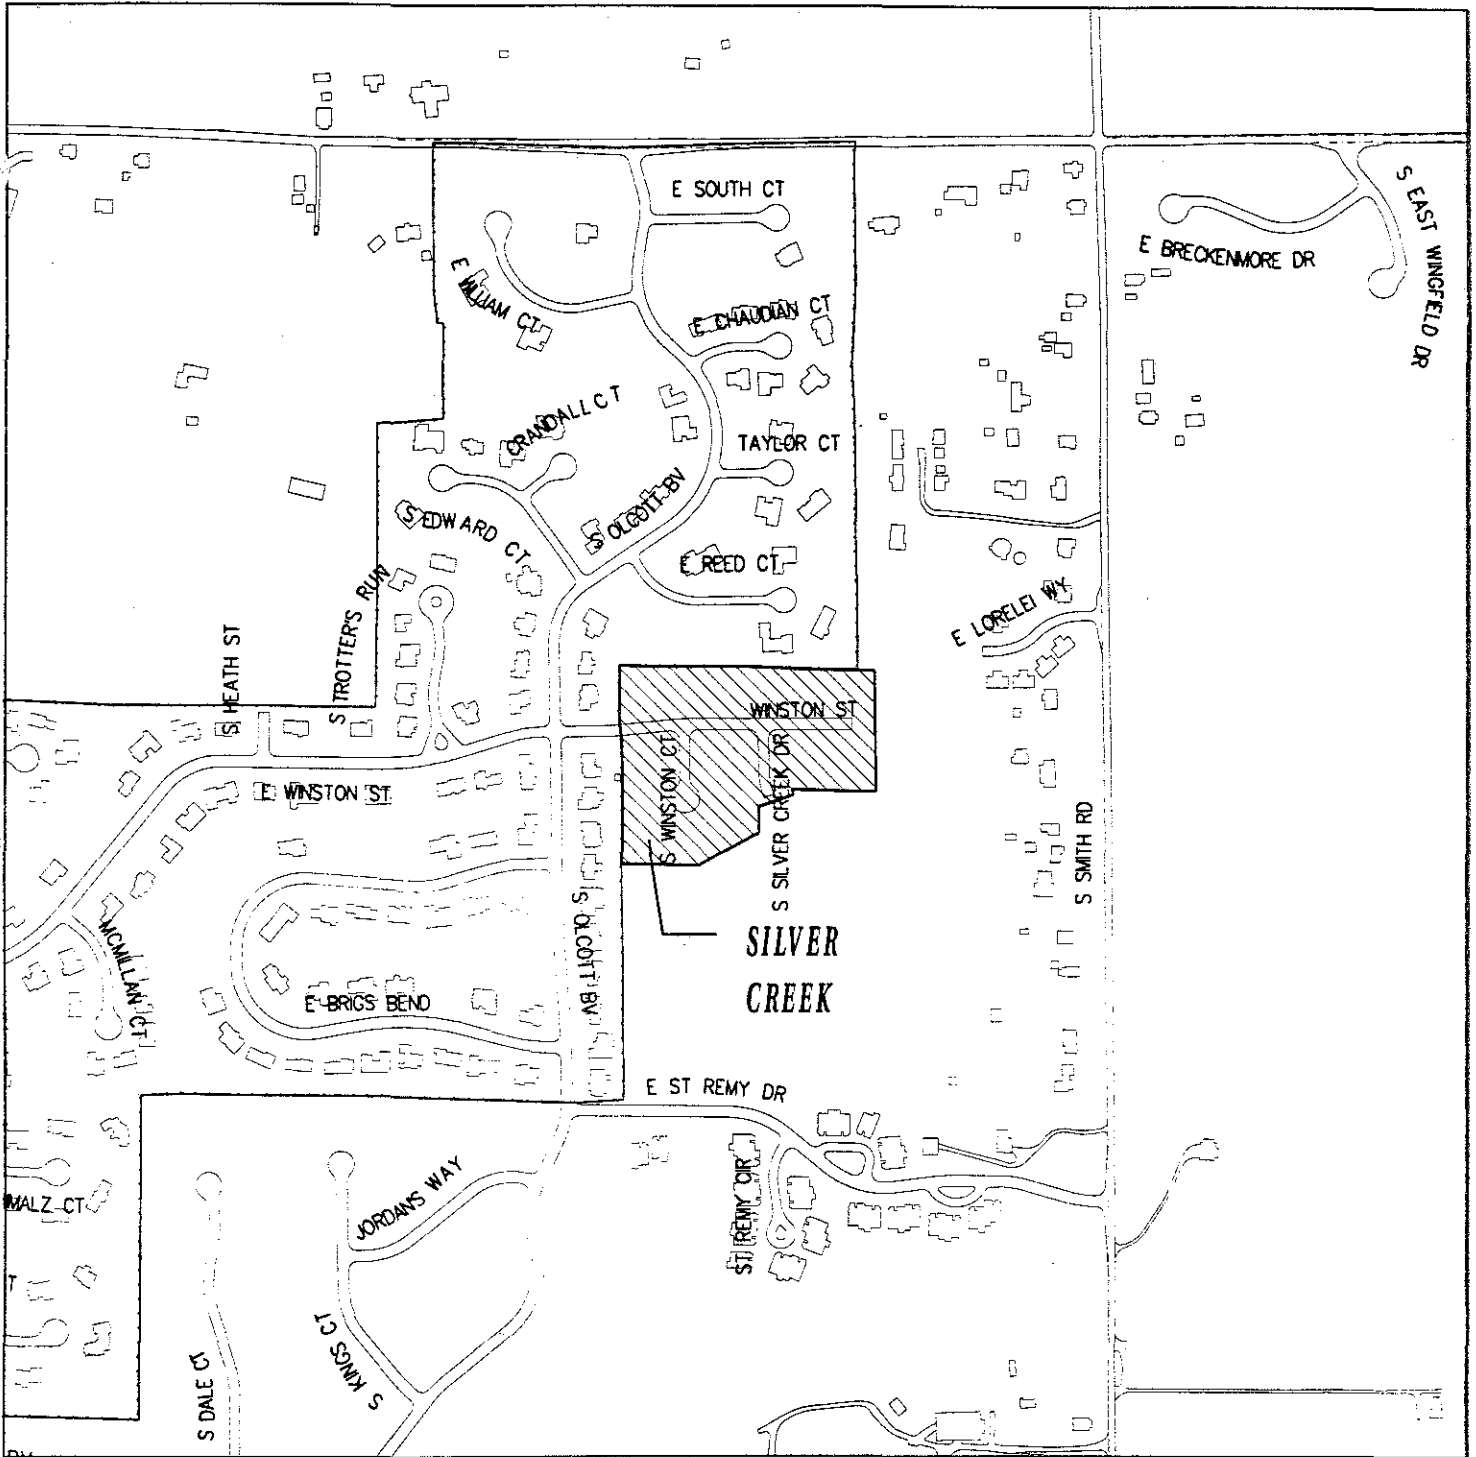 E SOUTH CT
S EAST WINGFIELD DR
E BRECKENMORE DR
E WILLIAM CT
E CHAUDIAN CT
CRANDALL CT
TAYLOR CT
S OLCOTT BV
S EDWARD CT
E REED CT
S TROTTER'S RUN
E LORELEI WY
S HEATH ST
WINSTON ST
S WINSTON CT
S SILVER CREEK DR
E WINSTON ST
S SMITH RD
S OLCOTT BV
SILVER
CREEK
MCMILLAN CT
E BRIGS BEND
E ST REMY DR
ST REMY CIR
JORDANS WAY
MALZ CT
T
S KINGS CT
S DALE CT